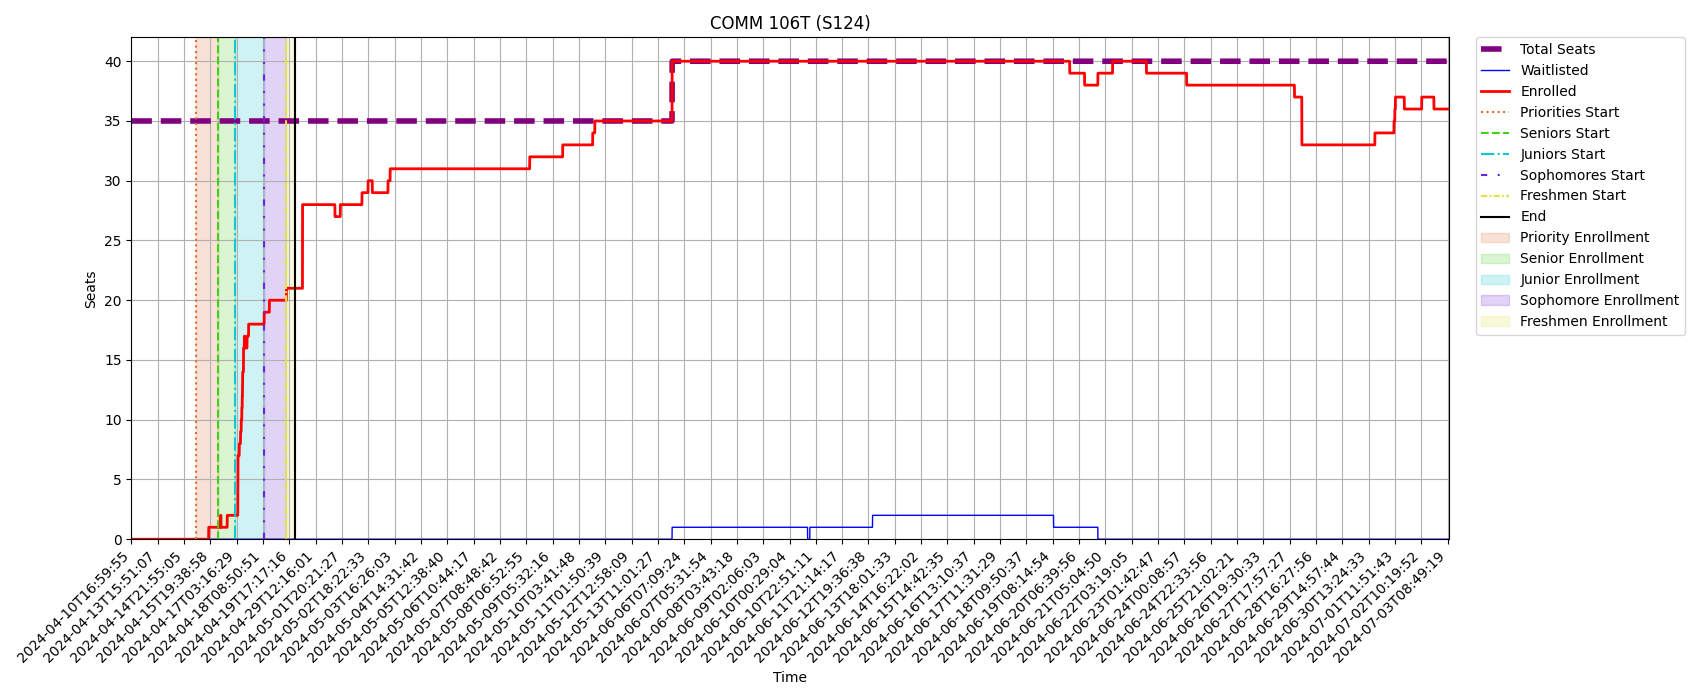 COMM 106T (S124)
Seats
40
35
30
25
20
15
10
5
0
2024-04-10T16:59:55
2024-04-13T15:51:07
2024-04-14T21:55:05
2024-04-15T19:38:58
2024-04-17T03:16:29
2024-04-18T08:50:51
2024-04-19T17:17:16
2024-04-29T12:16:01
2024-05-01T20:21:27
2024-05-02T18:22:33
2024-05-03T16:26:03
2024-05-04T14:31:42
2024-05-05T12:38:40
2024-05-06T10:44:17
2024-05-07T08:48:42
2024-05-08T06:52:55
2024-05-09T05:32:16
2024-05-10T03:41:48
2024-05-11T01:50:39
2024-05-12T12:58:09
2024-05-13T11:01:27
2024-06-06T07:09:24
2024-06-07T05:31:54
2024-06-08T03:43:18
2024-06-09T02:06:03
2024-06-10T00:29:04
2024-06-10T22:51:11
2024-06-11T21:14:17
2024-06-12T19:36:38
2024-06-13T18:01:33
2024-06-14T16:22:02
2024-06-15T14:42:35
2024-06-16T13:10:37
2024-06-17T11:31:29
2024-06-18T09:50:37
2024-06-19T08:14:54
2024-06-20T06:39:56
2024-06-21T05:04:50
2024-06-22T03:19:05
2024-06-23T01:42:47
2024-06-24T00:08:57
2024-06-24T22:33:56
2024-06-25T21:02:21
2024-06-26T19:30:33
2024-06-27T17:57:27
2024-06-28T16:27:56
2024-06-29T14:57:44
2024-06-30T13:24:33
2024-07-01T11:51:43
2024-07-02T10:19:52
2024-07-03T08:49:19
Time
Total Seats
Waitlisted
Enrolled
Priorities Start
Seniors Start
Juniors Start
Sophomores Start
Freshmen Start
End
Priority Enrollment
Senior Enrollment
Junior Enrollment
Sophomore Enrollment
Freshmen Enrollment